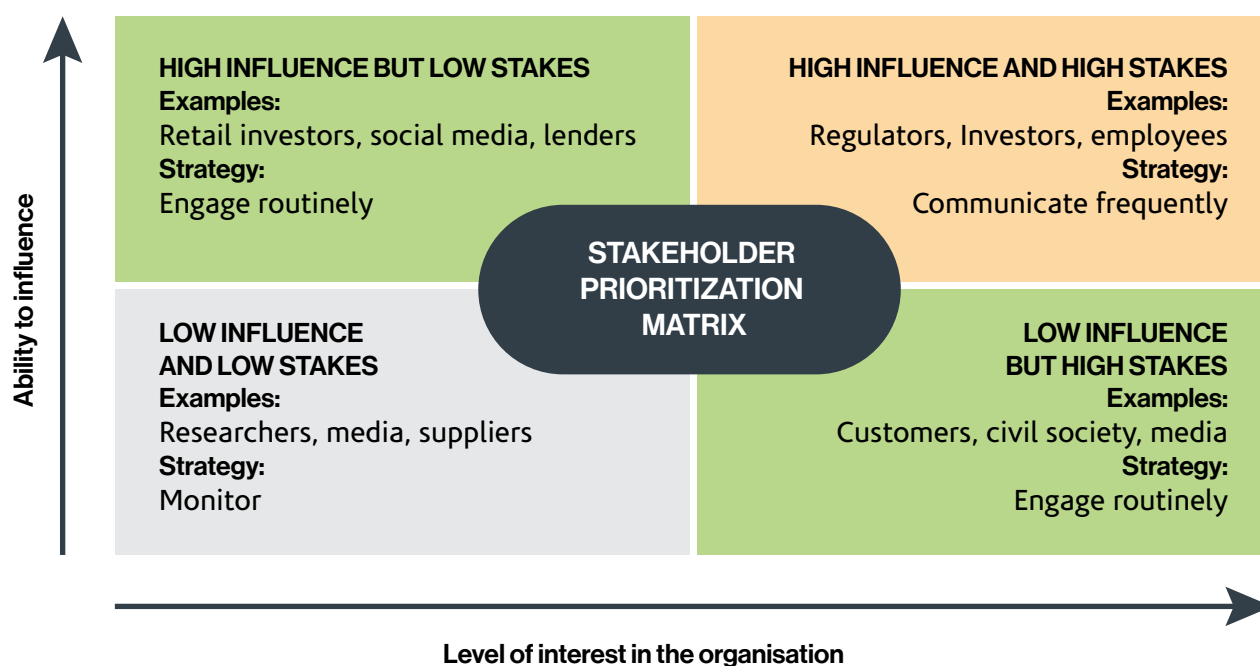 Ability to influence
HIGH INFLUENCE BUT LOW STAKES
Examples:
Retail investors, social media, lenders
Strategy:
Engage routinely
HIGH INFLUENCE AND HIGH STAKES
Examples:
Regulators, Investors, employees
Strategy:
Communicate frequently
STAKEHOLDER
PRIORITIZATION
MATRIX
LOW INFLUENCE
AND LOW STAKES
Examples:
Researchers, media, suppliers
Strategy:
Monitor
LOW INFLUENCE
BUT HIGH STAKES
Examples:
Customers, civil society, media
Strategy:
Engage routinely
Level of interest in the organisation